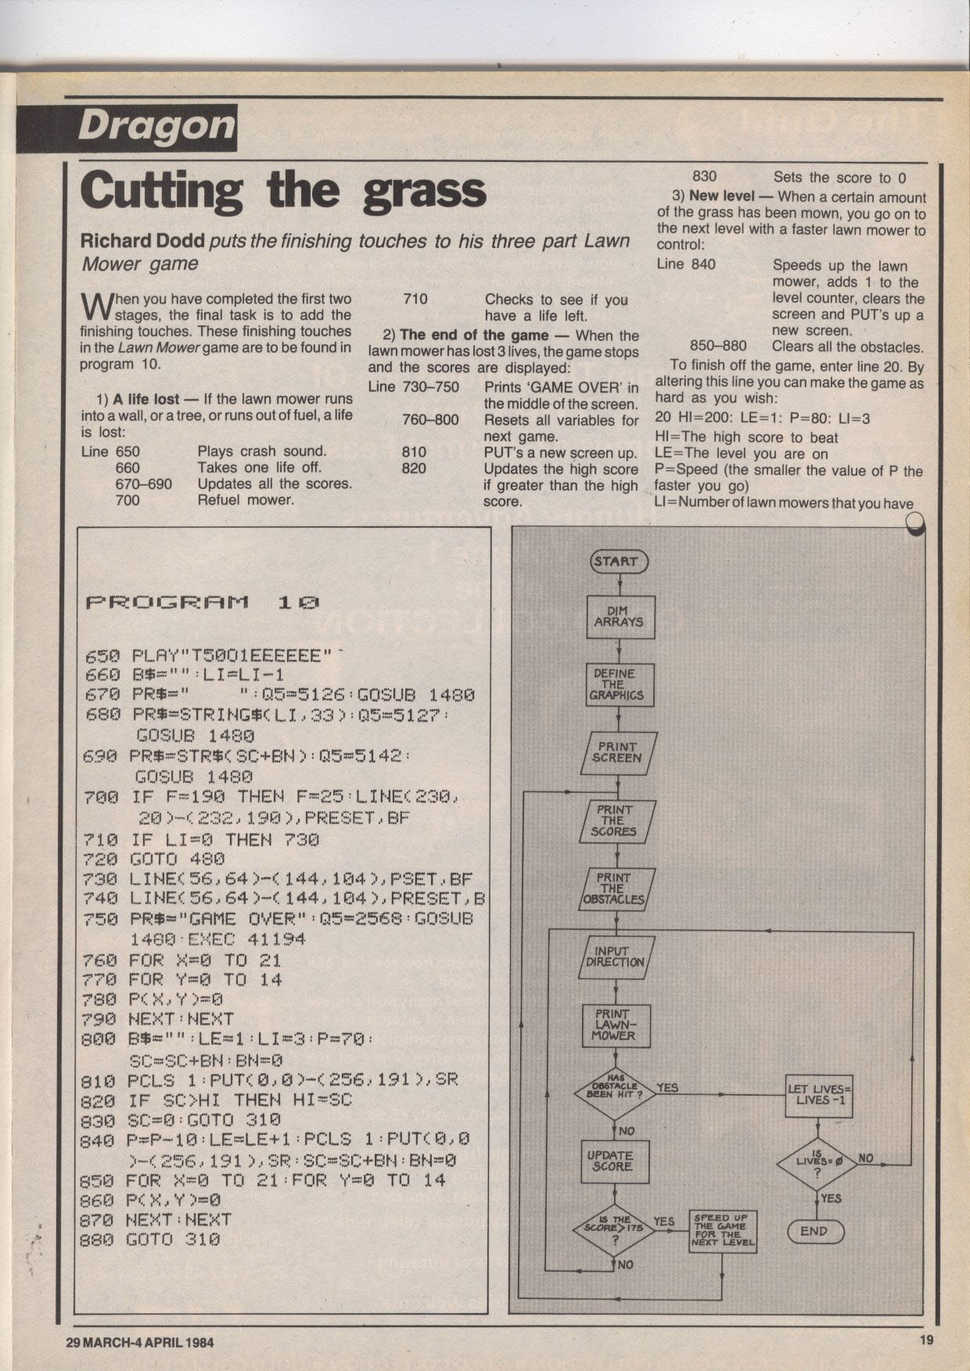 Dragon
Cutting the grass
Richard Dodd puts the finishing touches to his three part Lawn
Mower game
When you have completed the first two
stages, the final task is to add the
finishing touches. These finishing touches
in the Lawn Mower game are to be found in
program 10.
1) A life lost — If the lawn mower runs
into a wall, or a tree, or runs out of fuel, a life
is lost:
Line 650 Plays crash sound.
660 Takes one life off.
670–690 Updates all the scores.
700 Refuel mower.
710 Checks to see if you
have a life left.
2) The end of the game — When the
lawn mower has lost 3 lives, the game stops
and the scores are displayed:
Line 730–750 Prints ‘GAME OVER’ in
the middle of the screen.
760–800 Resets all variables for
next game.
810 PUT's a new screen up.
820 Updates the high score
if greater than the high
score.
830 Sets the score to 0
3) New level — When a certain amount
of the grass has been mown, you go on to
the next level with a faster lawn mower to
control:
Line 840 Speeds up the lawn
mower, adds 1 to the
level counter, clears the
screen and PUT's up a
new screen.
850–880 Clears all the obstacles.
To finish off the game, enter line 20. By
altering this line you can make the game as
hard as you wish:
20 HI=200: LE=1: P=80: LI=3
HI=The high score to beat
LE=The level you are on
P=Speed (the smaller the value of P the
faster you go)
LI=Number of lawn mowers that you have
PROGRAM 10
650 PLAY"T50O1EEEEEE"
660 B$="":LI=LI-1
670 PR$="      ":Q5=5126:GOSUB 1480
680 PR$=STRING$(LI,33):Q5=5127:
GOSUB 1480
690 PR$=STR$(SC+BN):Q5=5142:
GOSUB 1480
700 IF F=190 THEN F=25:LINE(230,
20)-(232,190),PRESET,BF
710 IF LI=0 THEN 730
720 GOTO 480
730 LINE(56,64)-(144,104),PSET,BF
740 LINE(56,64)-(144,104),PRESET,B
750 PR$="GAME OVER":Q5=2568:GOSUB
1480:EXEC 41194
760 FOR X=0 TO 21
770 FOR Y=0 TO 14
780 P(X,Y)=0
790 NEXT:NEXT
800 B$="":LE=1:LI=3:P=70:
SC=SC+BN:BN=0
810 PCLS 1:PUT(0,0)-(256,191),SR
820 IF SC>HI THEN HI=SC
830 SC=0:GOTO 310
840 P=P-10:LE=LE+1:PCLS 1:PUT(0,0
)-(256,191),SR:SC=SC+BN:BN=0
850 FOR X=0 TO 21:FOR Y=0 TO 14
860 P(X,Y)=0
870 NEXT:NEXT
880 GOTO 310
START
DIM
ARRAYS
DEFINE
THE
GRAPHICS
PRINT
SCREEN
PRINT
THE
SCORES
PRINT
THE
OBSTACLES
INPUT
DIRECTION
PRINT
LAWN-
MOWER
HAS
OBSTACLE
BEEN HIT?
YES
NO
LET LIVES=
LIVES-1
UPDATE
SCORE
IS
LIVES=0
?
NO
YES
END
IS THE
SCORE>175
?
YES
NO
SPEED UP
THE GAME
FOR THE
NEXT LEVEL
29 MARCH-4 APRIL 1984
19